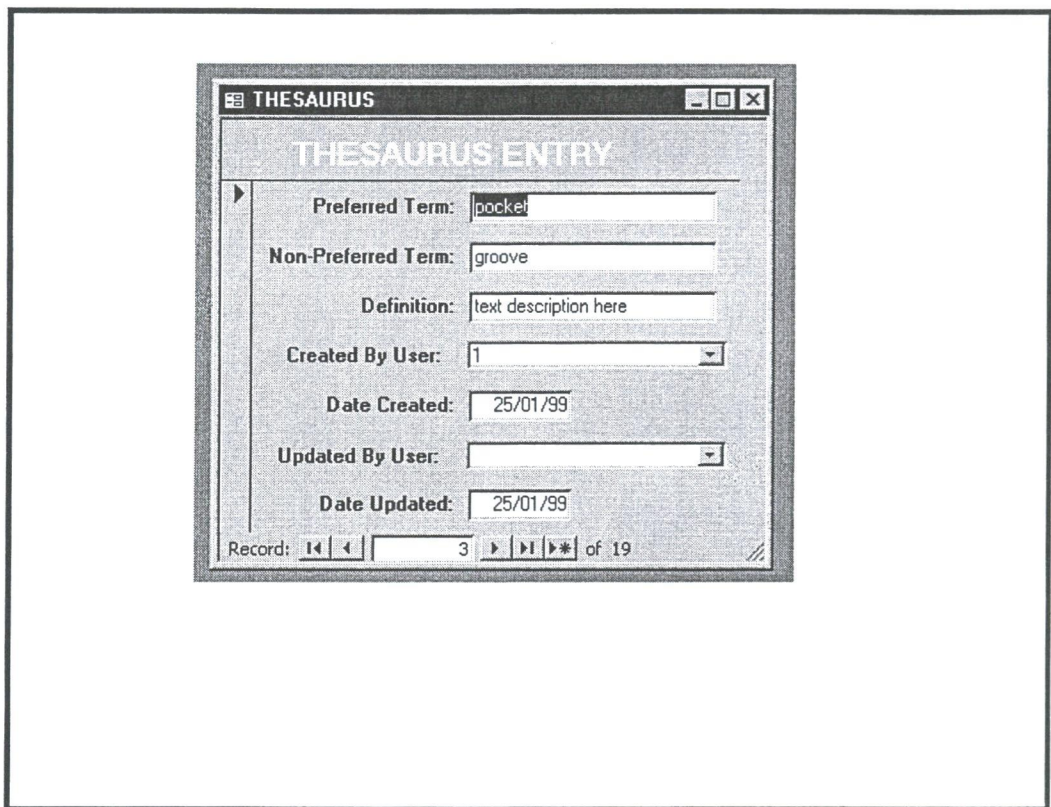 THESAURUS
THESAURUS ENTRY
Preferred Term: pocket
Non-Preferred Term: groove
Definition: text description here
Created By User: 1
Date Created: 25/01/99
Updated By User:
Date Updated: 25/01/99
Record: 3 of 19